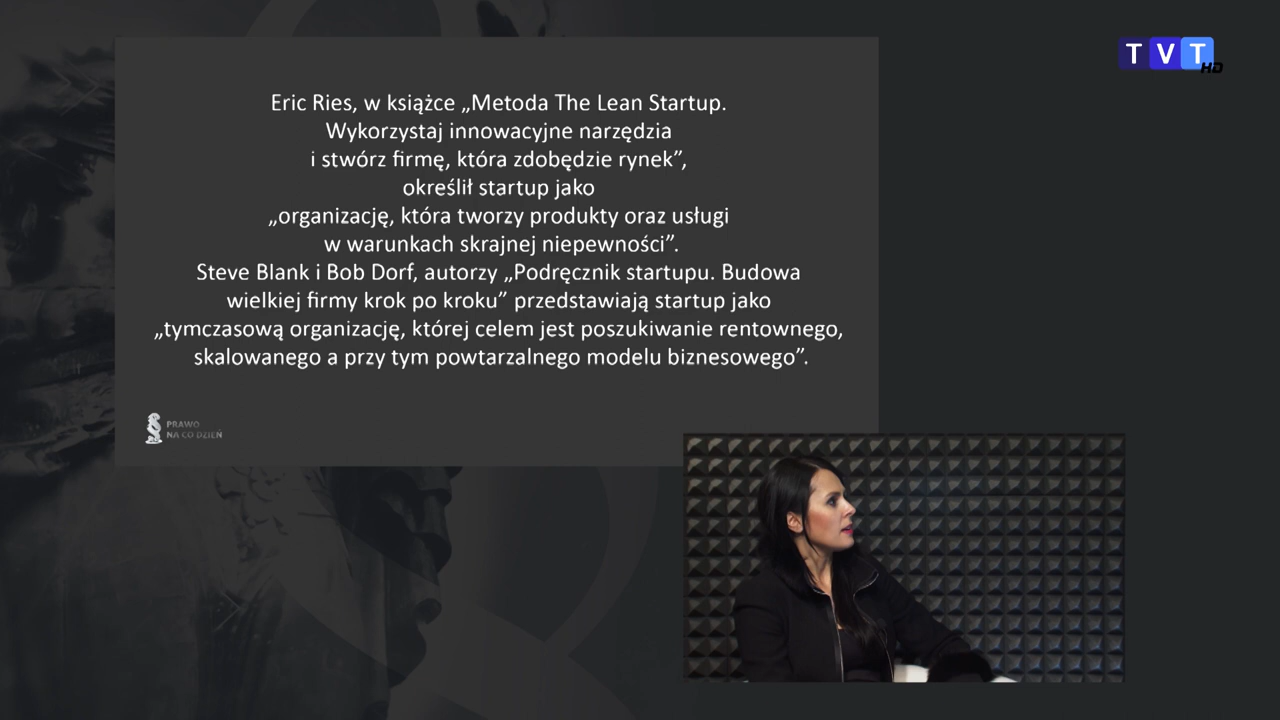 Eric Ries, w książce „Metoda The Lean Startup.
Wykorzystaj innowacyjne narzędzia
i stwórz firmę, która zdobędzie rynek”,
określił startup jako
„organizację, która tworzy produkty oraz usługi
w warunkach skrajnej niepewności”.
Steve Blank i Bob Dorf, autorzy „Podręcznik startupu. Budowa
wielkiej firmy krok po kroku” przedstawiają startup jako
„tymczasową organizację, której celem jest poszukiwanie rentownego,
skalowanego a przy tym powtarzalnego modelu biznesowego”.
PRAWO
NA CO DZIEŃ
TVT HD